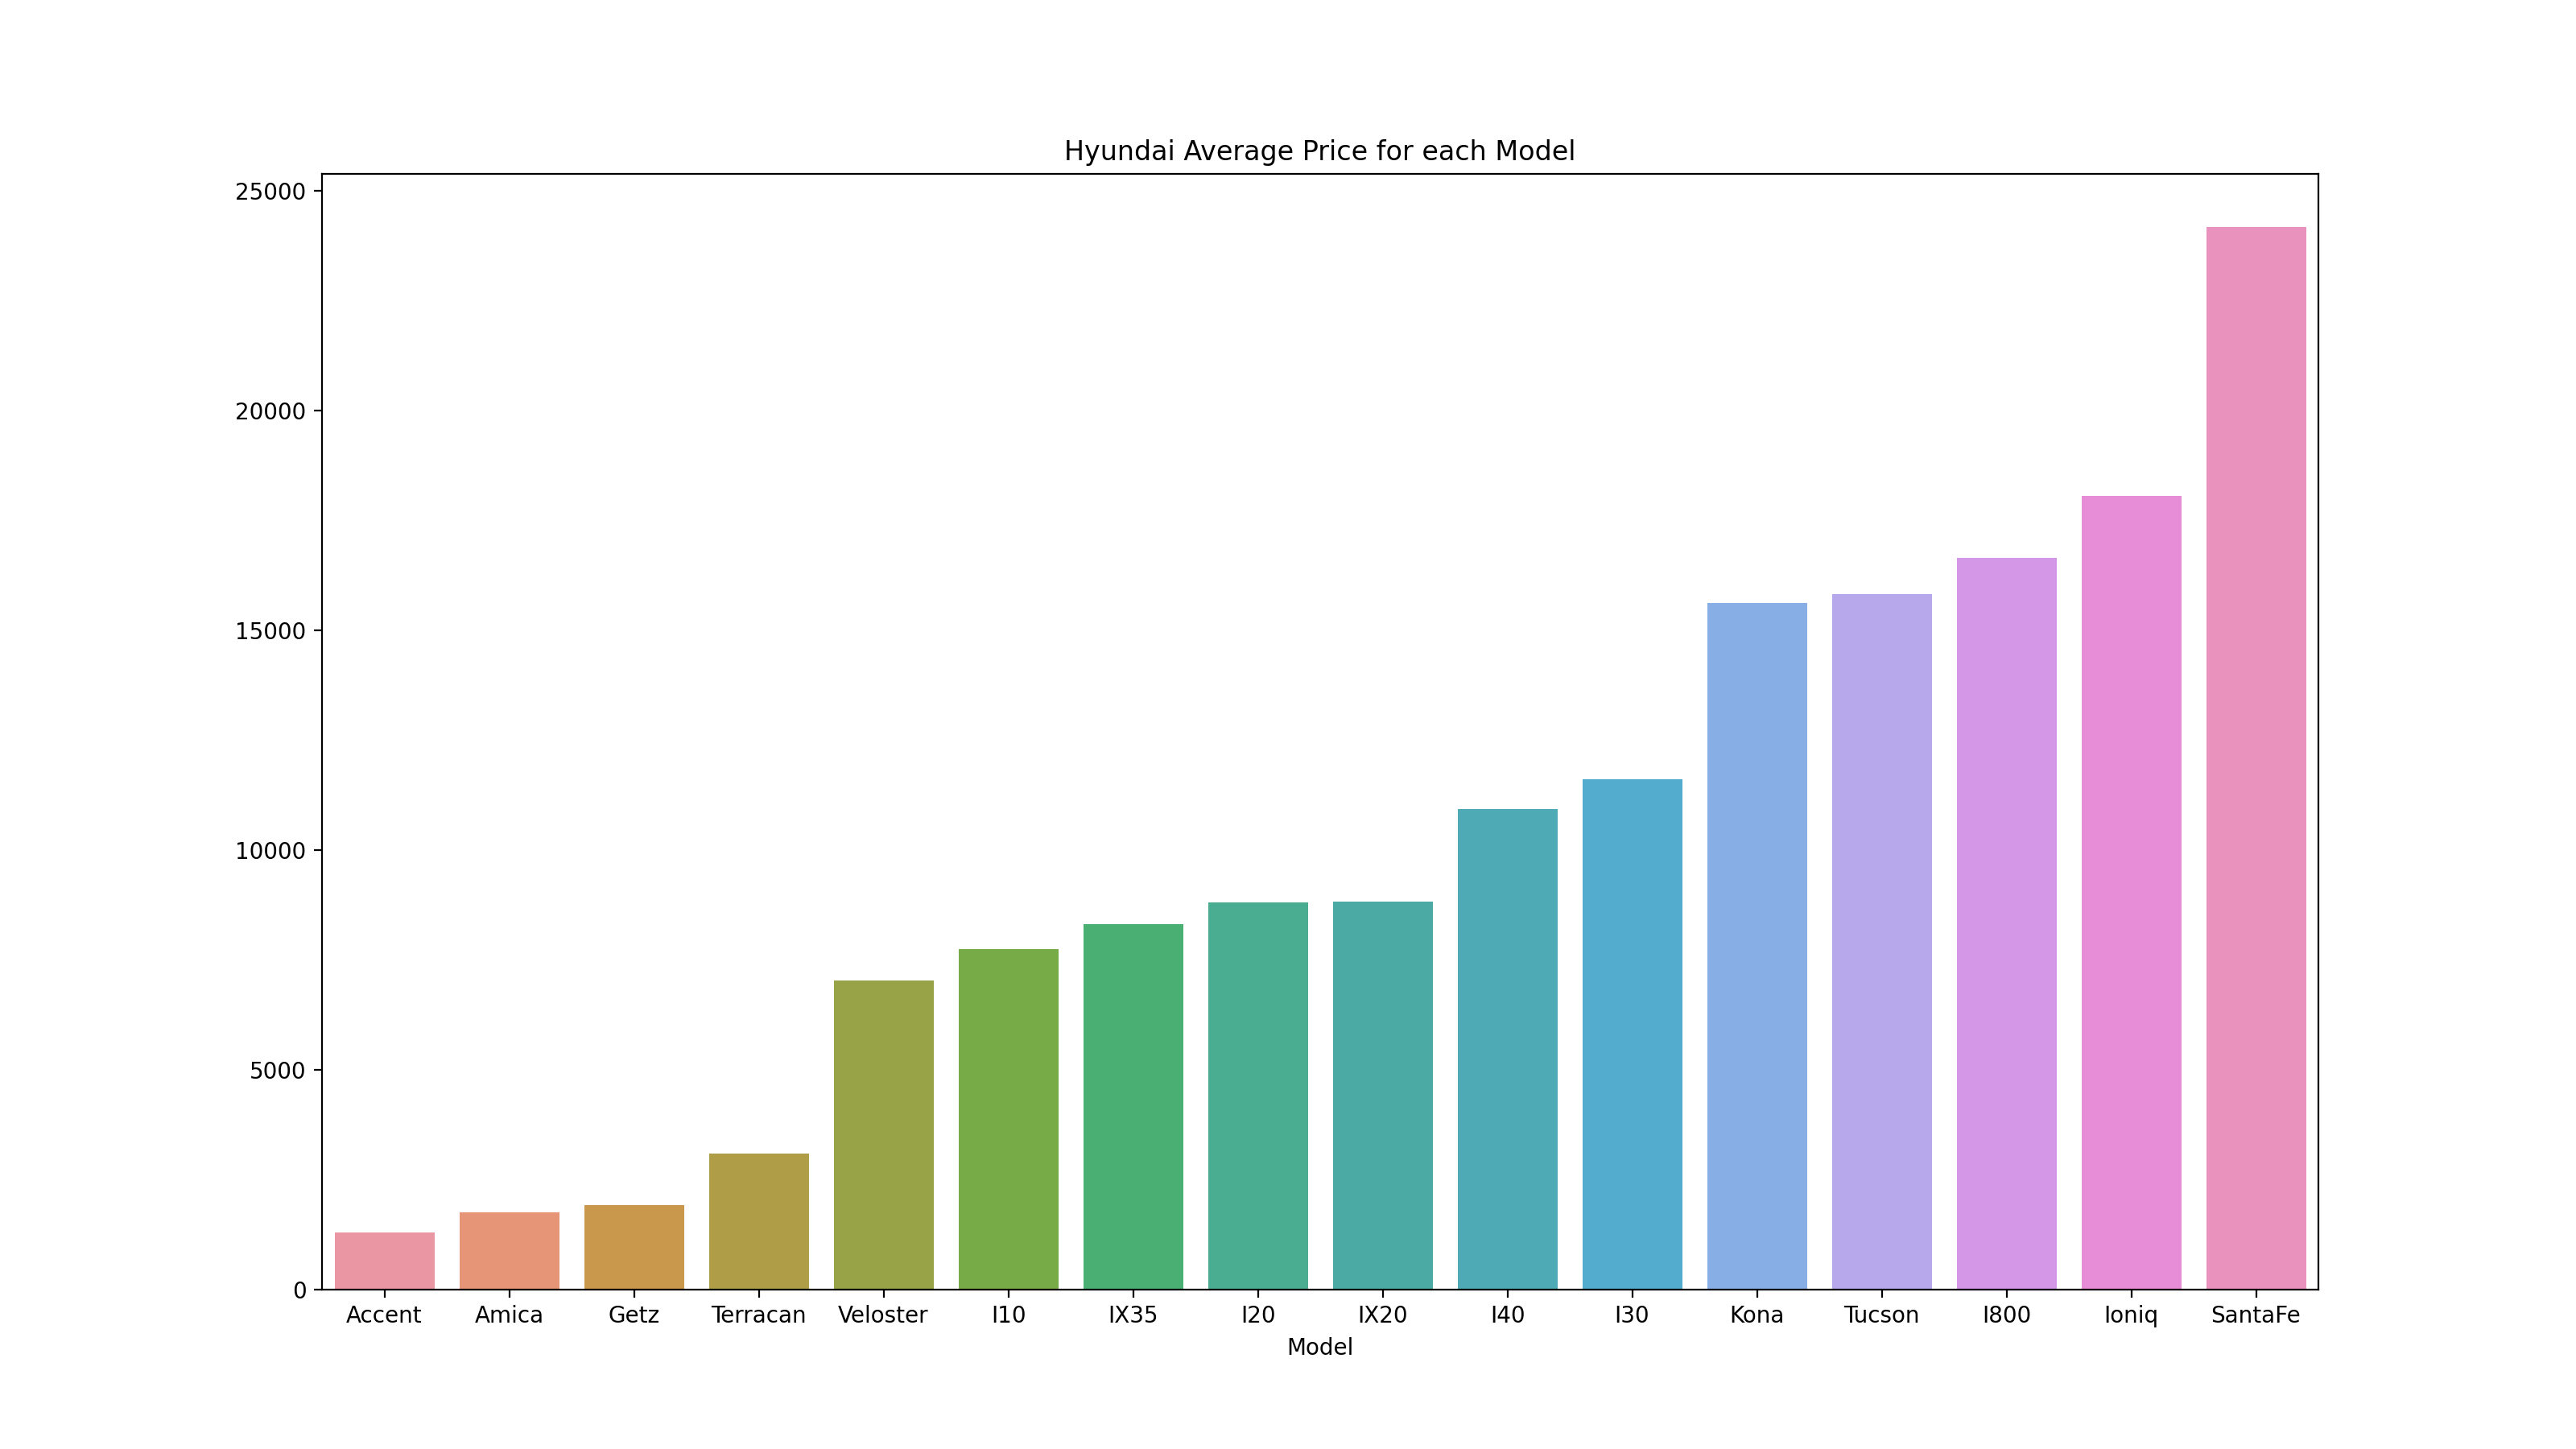 Hyundai Average Price for each Model
25000
20000
15000
10000
5000
0
Accent Amica Getz Terracan Veloster I10 IX35 I20 IX20 I40 I30 Kona Tucson I800 Ioniq SantaFe
Model